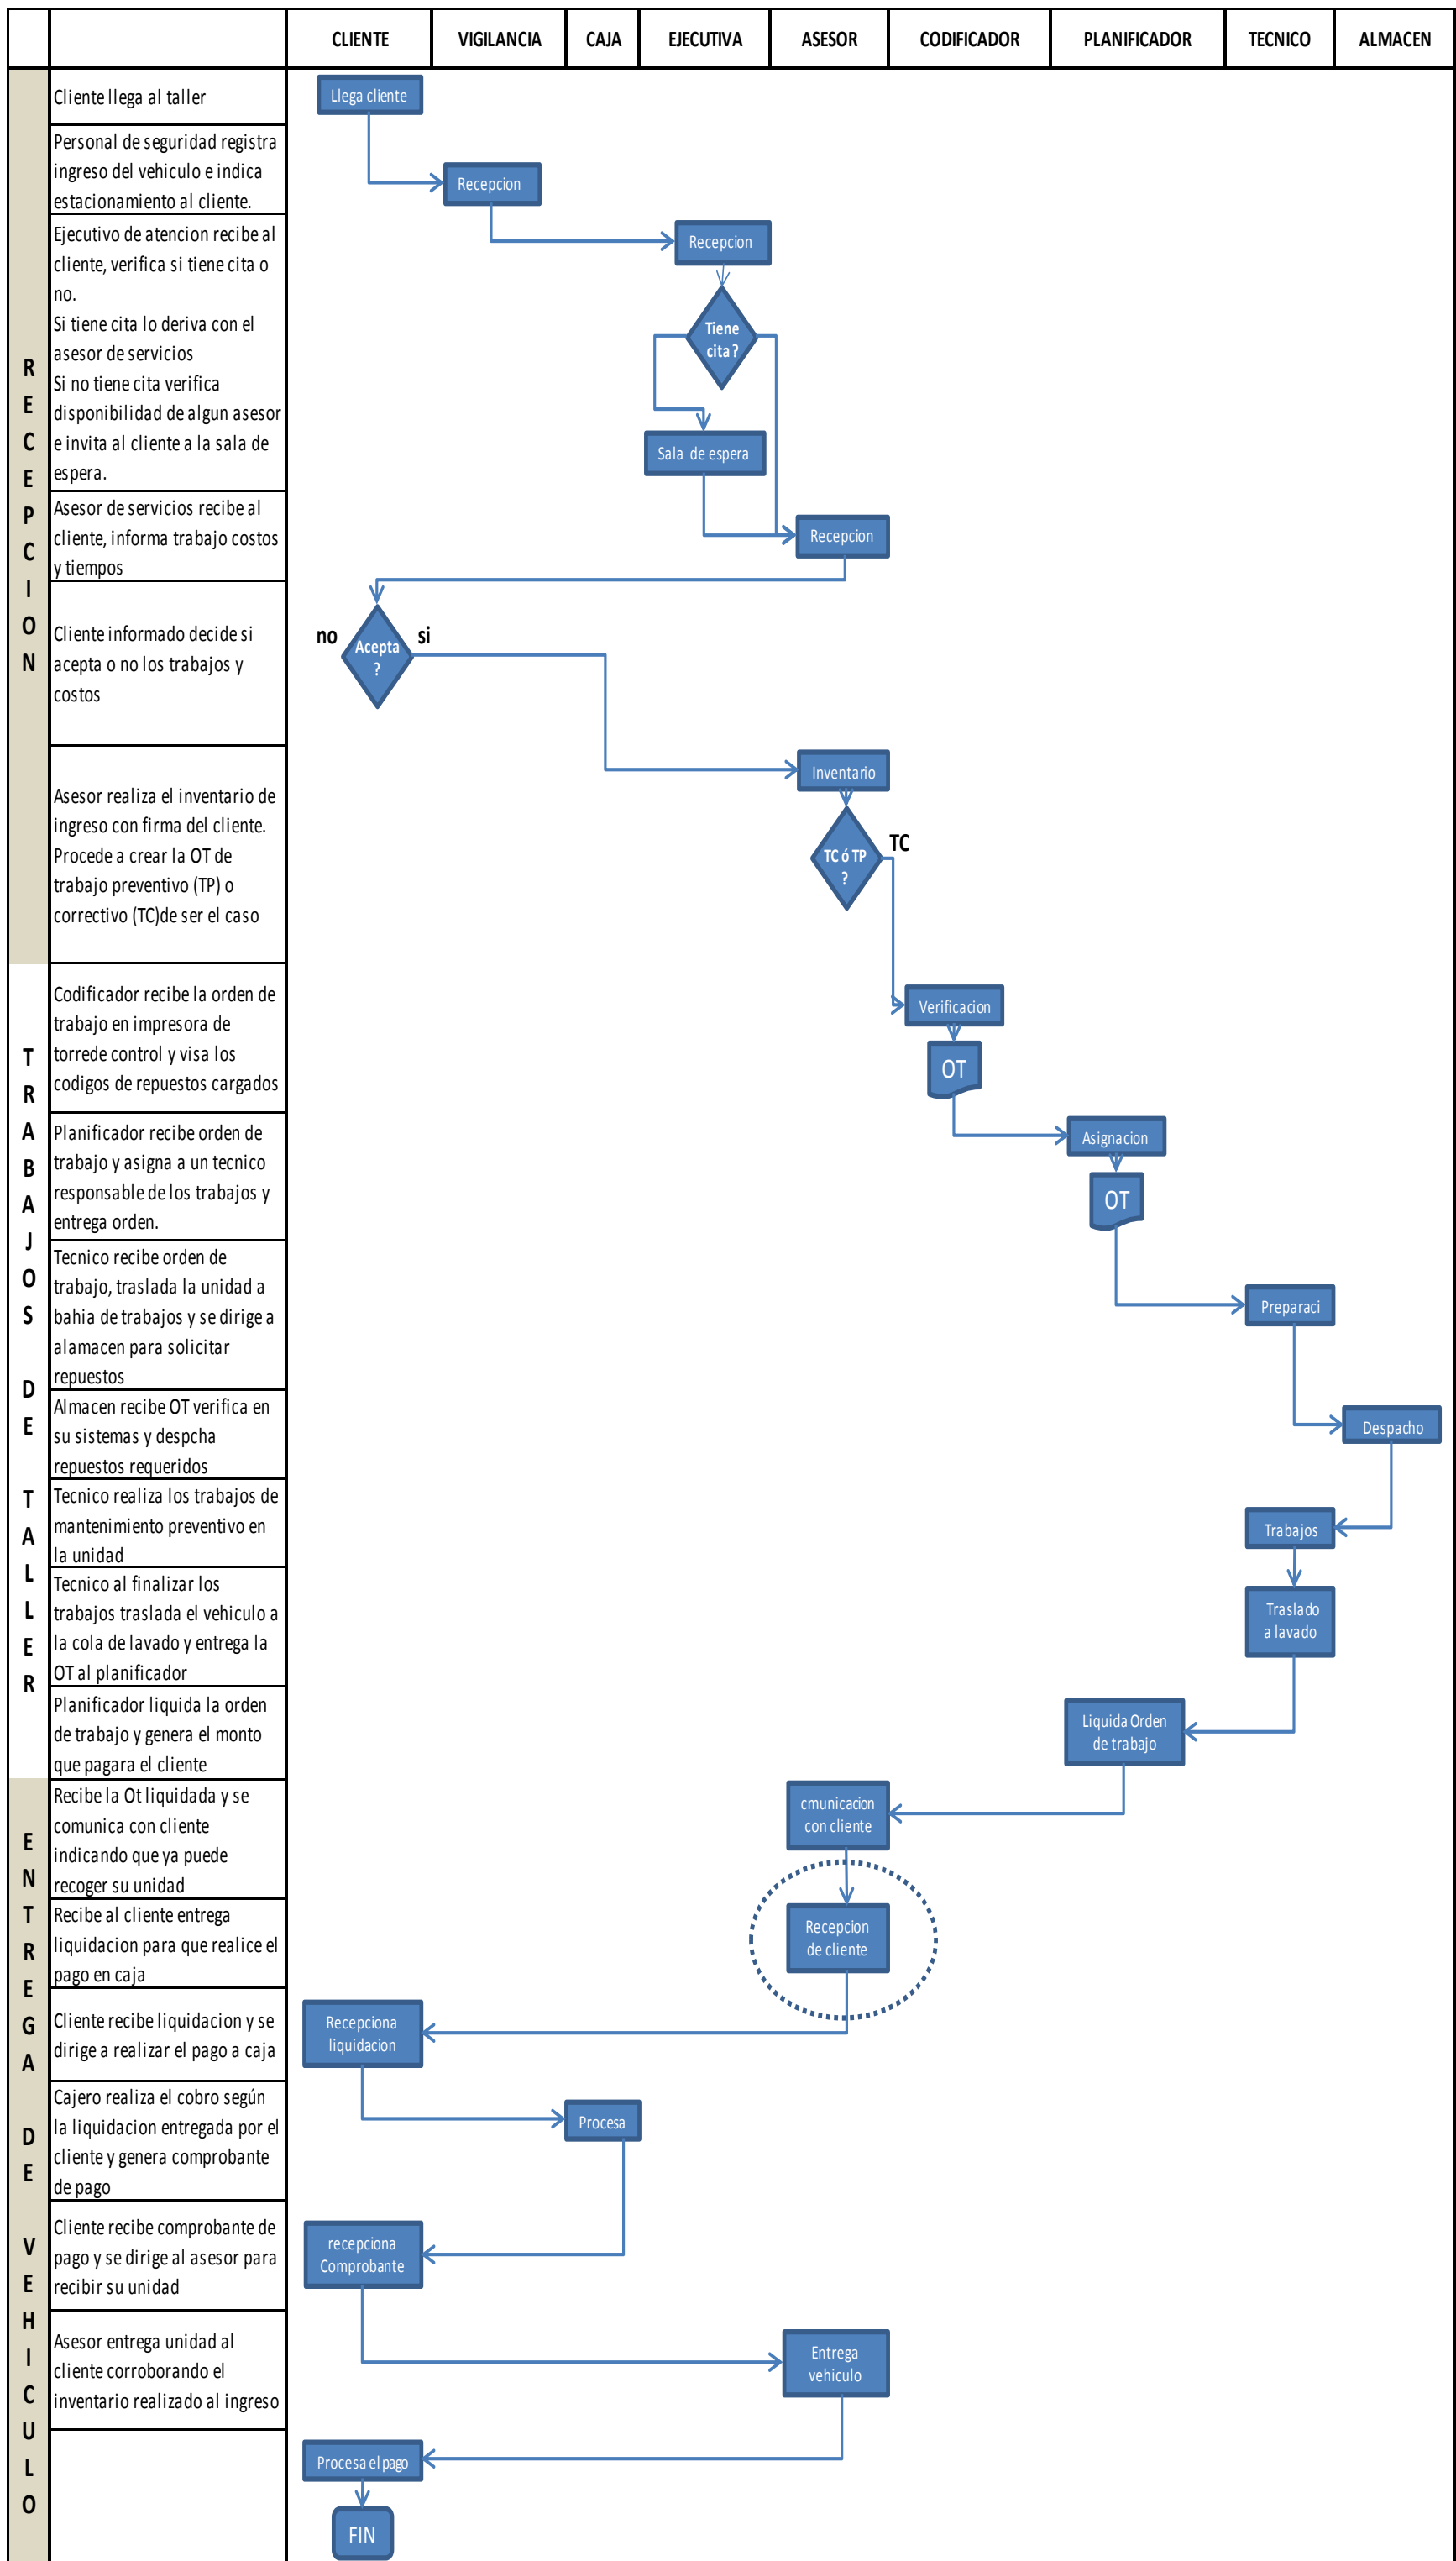 CLIENTE VIGILANCIA CAJA EJECUTIVA ASESOR CODIFICADOR PLANIFICADOR TECNICO ALMACEN
RECEPCION
Cliente llega al taller
Llega cliente
Personal de seguridad registra
ingreso del vehiculo e indica
estacionamiento al cliente.
Recepcion
Ejecutivo de atencion recibe al
cliente, verifica si tiene cita o
no.
Si tiene cita lo deriva con el
asesor de servicios
Si no tiene cita verifica
disponibilidad de algun asesor
e invita al cliente a la sala de
espera.
Recepcion
Tiene
cita ?
Sala de espera
Asesor de servicios recibe al
cliente, informa trabajo costos
y tiempos
Recepcion
Cliente informado decide si
acepta o no los trabajos y
costos
no
Acepta
?
si
Asesor realiza el inventario de
ingreso con firma del cliente.
Procede a crear la OT de
trabajo preventivo (TP) o
correctivo (TC)de ser el caso
Inventario
TC ó TP
?
TC
TRABAJOS DE TALLER
Codificador recibe la orden de
trabajo en impresora de
torrede control y visa los
codigos de repuestos cargados
Verificacion
OT
Planificador recibe orden de
trabajo y asigna a un tecnico
responsable de los trabajos y
entrega orden.
Asignacion
OT
Tecnico recibe orden de
trabajo, traslada la unidad a
bahia de trabajos y se dirige a
alamacen para solicitar
repuestos
Preparaci
Almacen recibe OT verifica en
su sistemas y despcha
repuestos requeridos
Despacho
Tecnico realiza los trabajos de
mantenimiento preventivo en
la unidad
Trabajos
Tecnico al finalizar los
trabajos traslada el vehiculo a
la cola de lavado y entrega la
OT al planificador
Traslado
a lavado
Planificador liquida la orden
de trabajo y genera el monto
que pagara el cliente
Liquida Orden
de trabajo
ENTREGA DE VEHICULO
Recibe la Ot liquidada y se
comunica con cliente
indicando que ya puede
recoger su unidad
cmunicacion
con cliente
Recibe al cliente entrega
liquidacion para que realice el
pago en caja
Recepcion
de cliente
Cliente recibe liquidacion y se
dirige a realizar el pago a caja
Recepciona
liquidacion
Cajero realiza el cobro según
la liquidacion entregada por el
cliente y genera comprobante
de pago
Procesa
Cliente recibe comprobante de
pago y se dirige al asesor para
recibir su unidad
recepciona
Comprobante
Asesor entrega unidad al
cliente corroborando el
inventario realizado al ingreso
Entrega
vehiculo
Procesa el pago
FIN